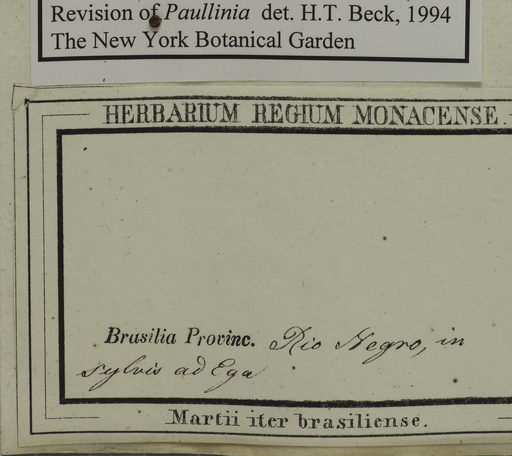 Revision of Paullinia det. H.T. Beck, 1994
The New York Botanical Garden
HERBARIUM REGIUM MONACENSE.
Brasilia Provinc. Rio Negro, in
sylvis ad Ega
Martii iter brasiliense.